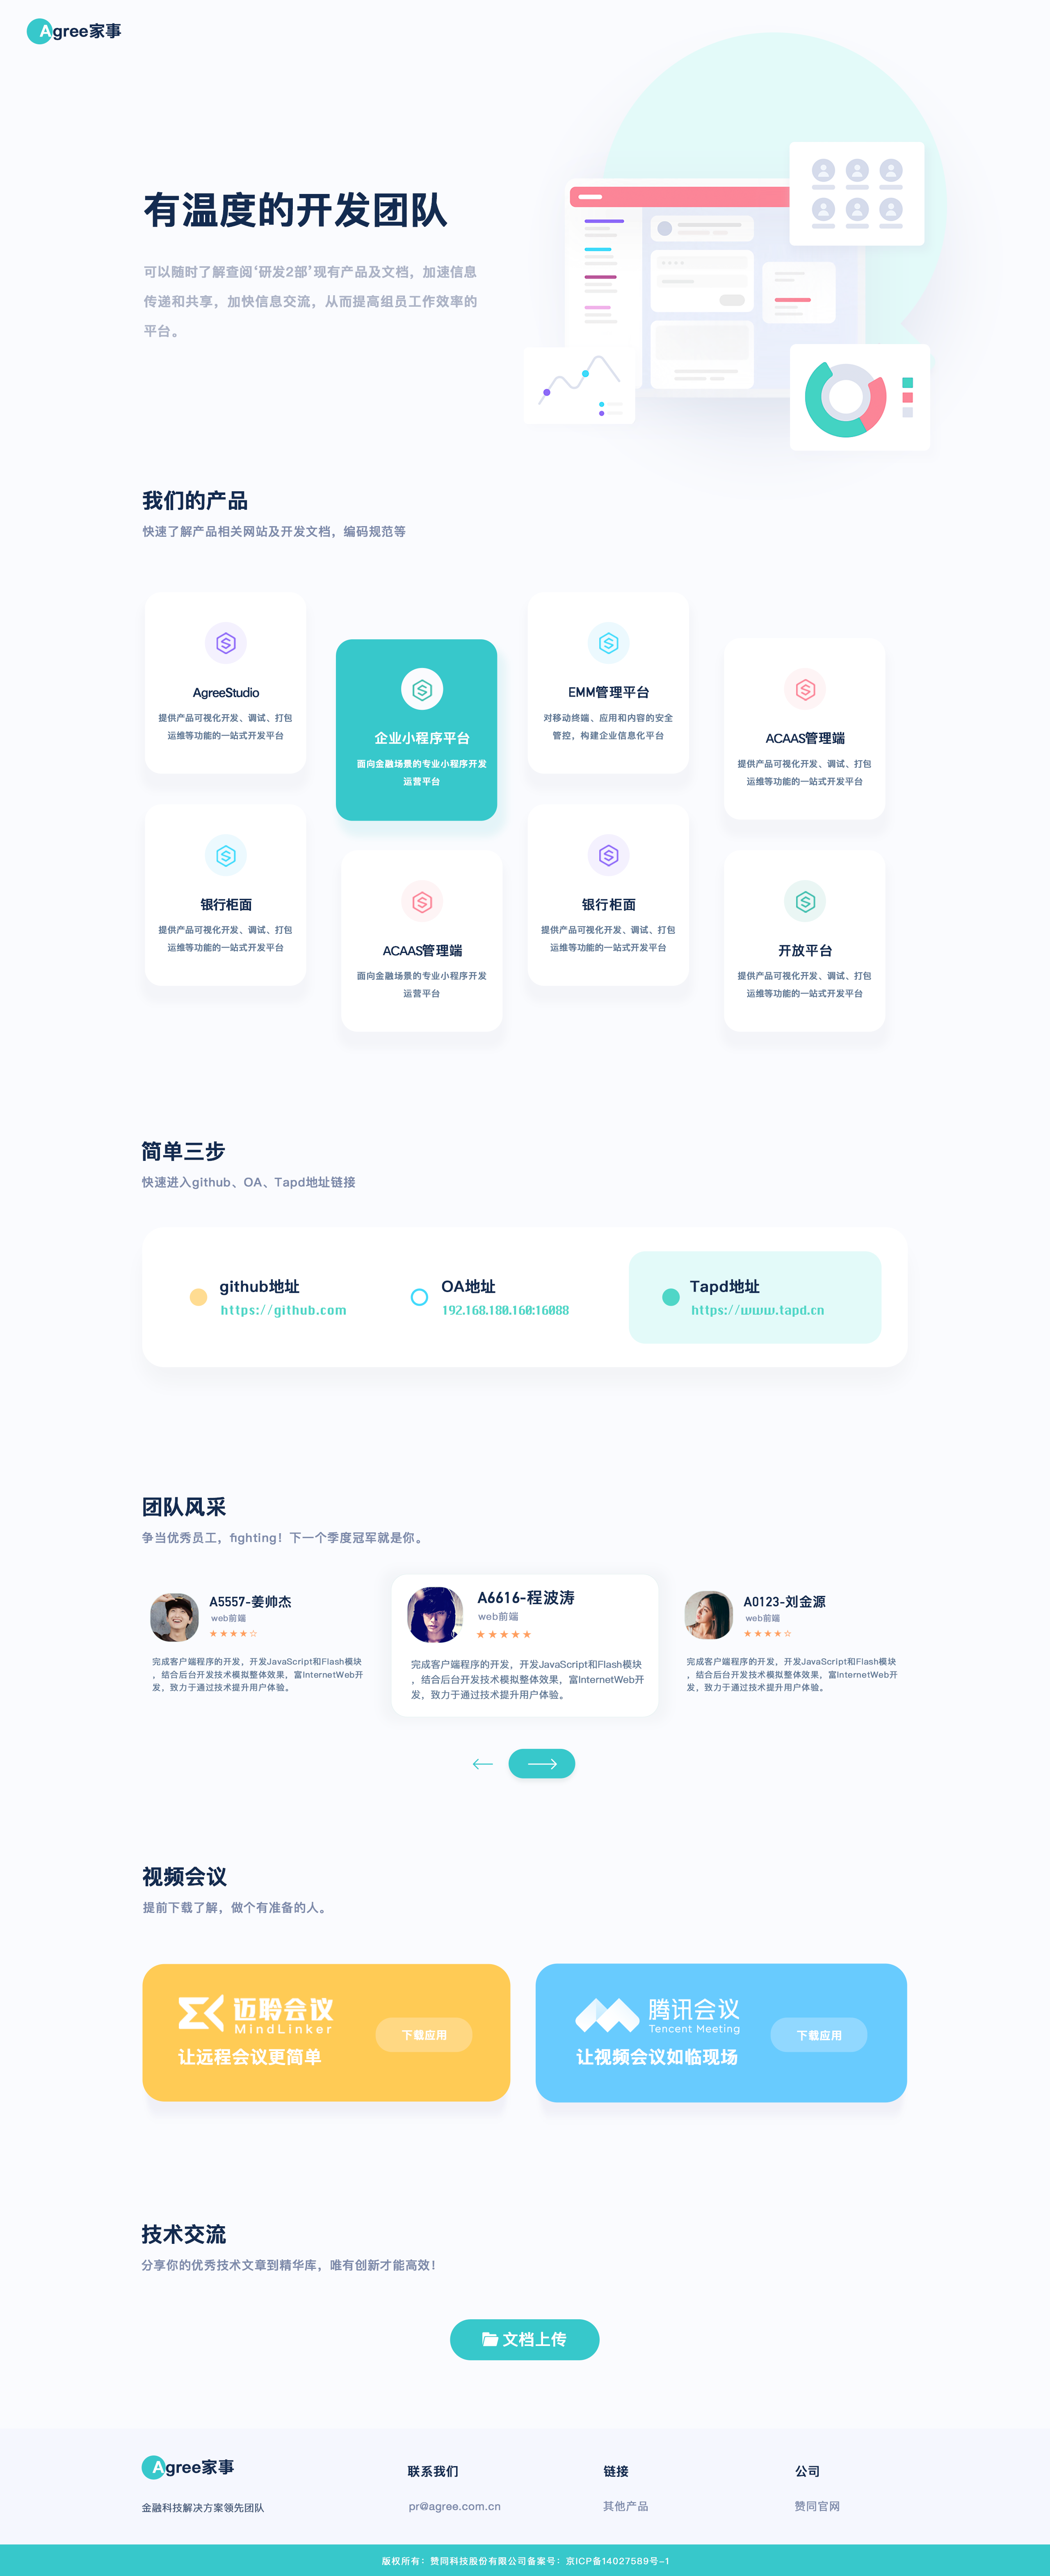 Agree家事
有温度的开发团队
可以随时了解查阅‘研发2部’现有产品及文档，加速信息
传递和共享，加快信息交流，从而提高组员工作效率的
平台。
我们的产品
快速了解产品相关网站及开发文档，编码规范等
AgreeStudio
提供产品可视化开发、调试、打包
运维等功能的一站式开发平台
企业小程序平台
面向金融场景的专业小程序开发
运营平台
EMM管理平台
对移动终端、应用和内容的安全
管控，构建企业信息化平台
ACAAS管理端
提供产品可视化开发、调试、打包
运维等功能的一站式开发平台
银行柜面
提供产品可视化开发、调试、打包
运维等功能的一站式开发平台
ACAAS管理端
面向金融场景的专业小程序开发
运营平台
银行柜面
提供产品可视化开发、调试、打包
运维等功能的一站式开发平台
开放平台
提供产品可视化开发、调试、打包
运维等功能的一站式开发平台
简单三步
快速进入github、OA、Tapd地址链接
github地址
https://github.com
OA地址
192.168.180.160:16088
Tapd地址
https://www.tapd.cn
团队风采
争当优秀员工，fighting！下一个季度冠军就是你。
A5557-姜帅杰
web前端
★★★★☆
完成客户端程序的开发，开发JavaScript和Flash模块
，结合后台开发技术模拟整体效果，富InternetWeb开
发，致力于通过技术提升用户体验。
A6616-程波涛
web前端
★★★★★
完成客户端程序的开发，开发JavaScript和Flash模块
，结合后台开发技术模拟整体效果，富InternetWeb开
发，致力于通过技术提升用户体验。
A0123-刘金源
web前端
★★★★☆
完成客户端程序的开发，开发JavaScript和Flash模块
，结合后台开发技术模拟整体效果，富InternetWeb开
发，致力于通过技术提升用户体验。
视频会议
提前下载了解，做个有准备的人。
迈聆会议
MindLinker
让远程会议更简单
下载应用
腾讯会议
Tencent Meeting
让视频会议如临现场
下载应用
技术交流
分享你的优秀技术文章到精华库，唯有创新才能高效！
文档上传
Agree家事
金融科技解决方案领先团队
联系我们
pr@agree.com.cn
链接
其他产品
公司
赞同官网
版权所有：赞同科技股份有限公司备案号：京ICP备14027589号-1